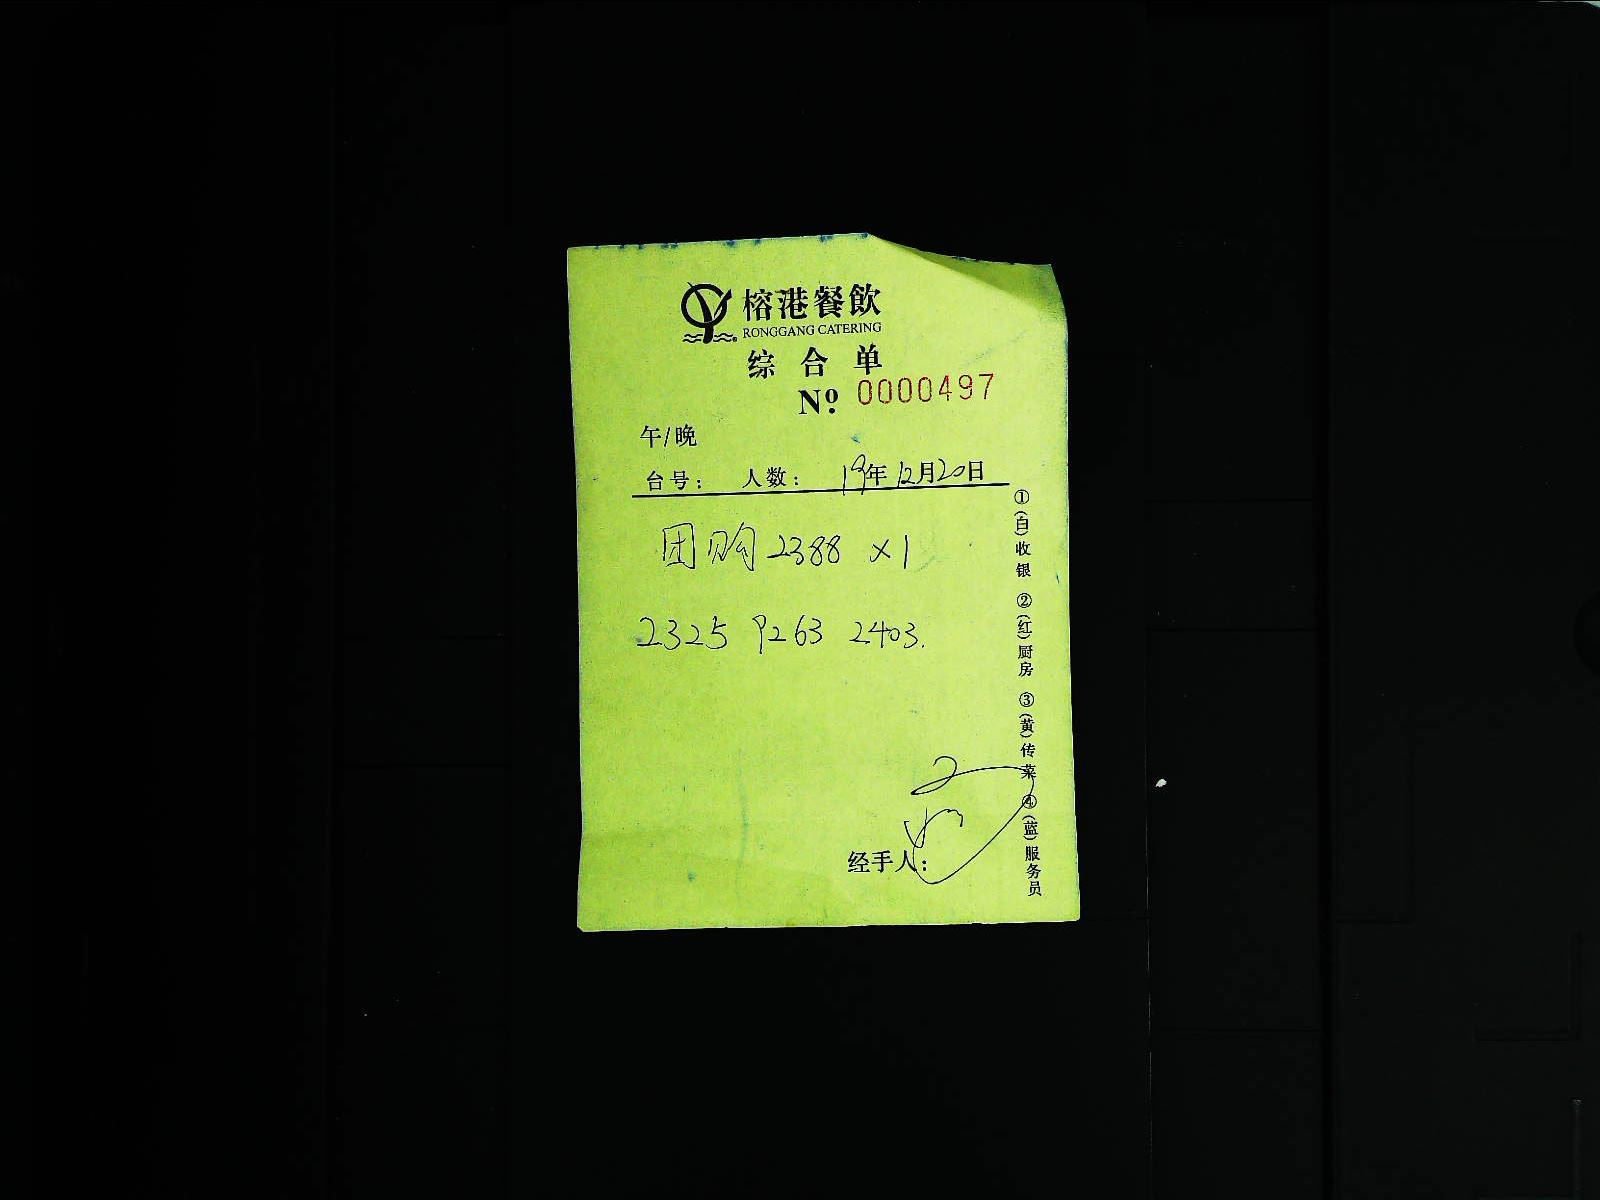 榕港餐飲
RONGGANG CATERING
综合单
Nº 0000497
午/晚
台号: 人数: 19年12月20日
团购2388 ×1
2325 9263 2403.
经手人:
①(白)收银 ②(红)厨房 ③(黄)传菜 ④(蓝)服务员